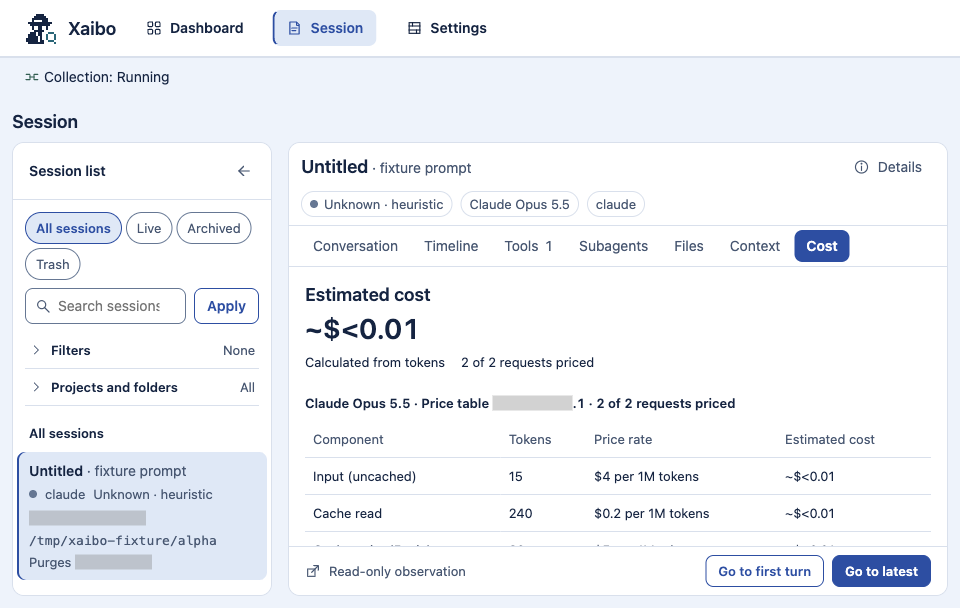 Xaibo
Dashboard
Session
Settings
Collection: Running
Session
Session list
All sessions
Live
Archived
Trash
Search sessions
Apply
Filters
None
Projects and folders
All
All sessions
Untitled · fixture prompt
claude Unknown · heuristic
/tmp/xaibo-fixture/alpha
Purges
Untitled · fixture prompt
Details
Unknown · heuristic
Claude Opus 5.5
claude
Conversation
Timeline
Tools 1
Subagents
Files
Context
Cost
Estimated cost
~$<0.01
Calculated from tokens 2 of 2 requests priced
Claude Opus 5.5 · Price table .1 · 2 of 2 requests priced
Component Tokens Price rate Estimated cost
Input (uncached) 15 $4 per 1M tokens ~$<0.01
Cache read 240 $0.2 per 1M tokens ~$<0.01
Read-only observation
Go to first turn
Go to latest